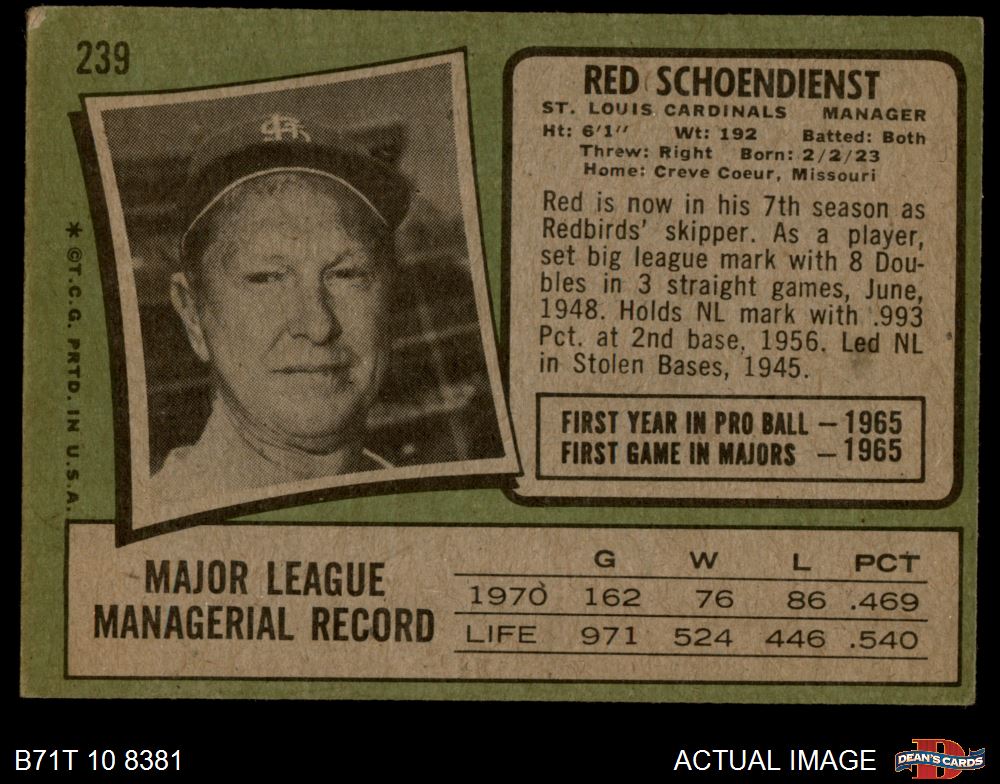 239
RED SCHOENDIENST
ST. LOUIS CARDINALS MANAGER
Ht: 6'1" Wt: 192 Batted: Both
Threw: Right Born: 2/2/23
Home: Creve Coeur, Missouri
Red is now in his 7th season as
Redbirds' skipper. As a player,
set big league mark with 8 Dou-
bles in 3 straight games, June,
1948. Holds NL mark with .993
Pct. at 2nd base, 1956. Led NL
in Stolen Bases, 1945.
FIRST YEAR IN PRO BALL – 1965
FIRST GAME IN MAJORS – 1965
* ©T.C.G. PRTD. IN U.S.A.
MAJOR LEAGUE
MANAGERIAL RECORD
G W L PCT
1970 162 76 86 .469
LIFE 971 524 446 .540
B71T 10 8381
ACTUAL IMAGE
DEAN'S CARDS